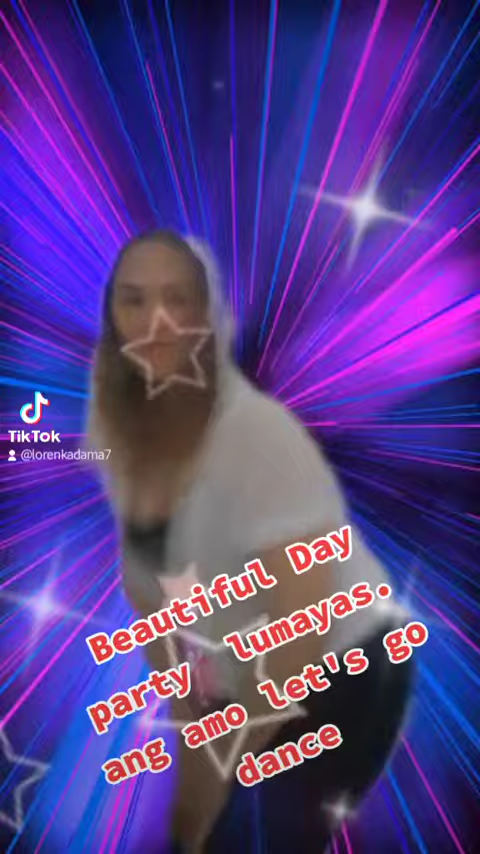 TikTok
@lorenkadama7
Beautiful Day
party lumayas.
ang amo let's go
dance